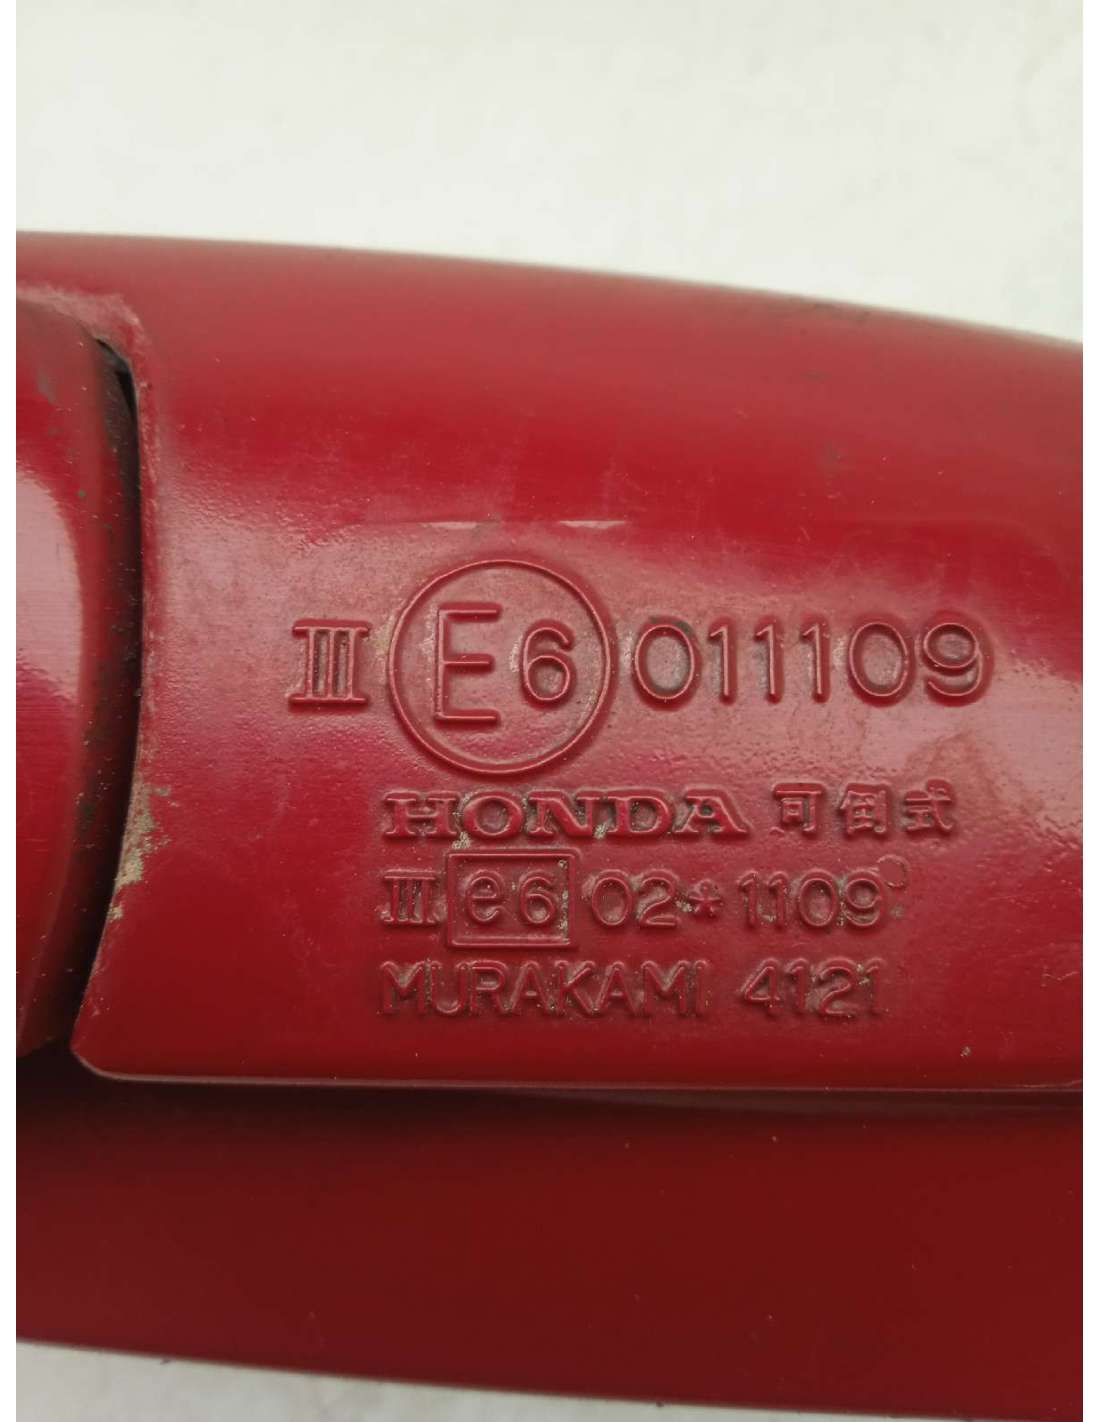 III E6 011109
HONDA 可倒式
III e6 02*1109
MURAKAMI 4121